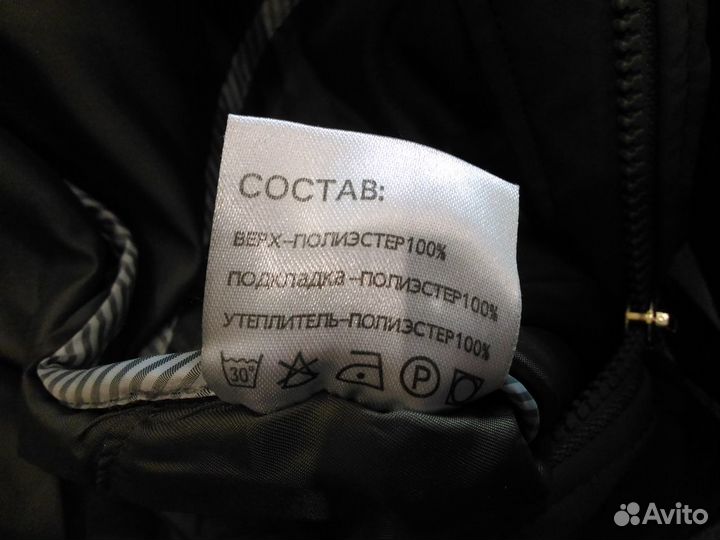 СОСТАВ:
ВЕРХ-ПОЛИЭСТЕР100%
ПОДКЛАДКА-ПОЛИЭСТЕР100%
УТЕПЛИТЕЛЬ-ПОЛИЭСТЕР100%
30° P
Avito